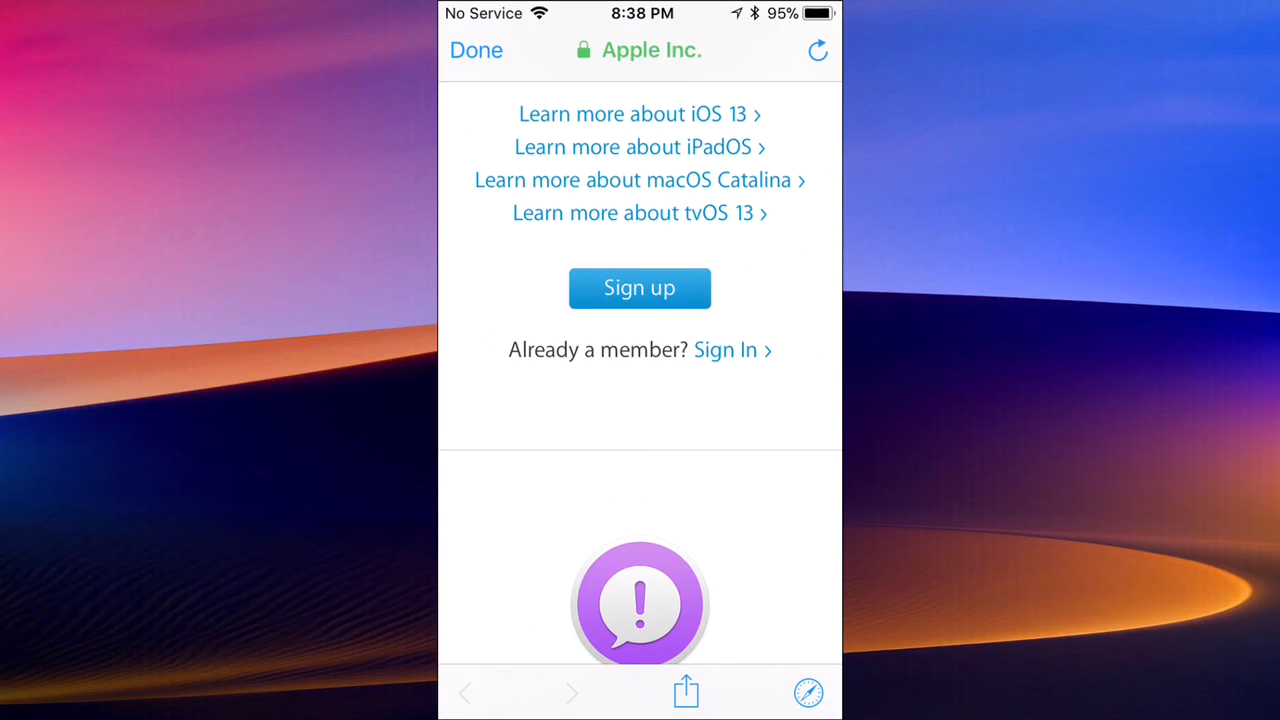 No Service 8:38 PM 95%
Done Apple Inc.
Learn more about iOS 13 ›
Learn more about iPadOS ›
Learn more about macOS Catalina ›
Learn more about tvOS 13 ›
Sign up
Already a member? Sign In ›